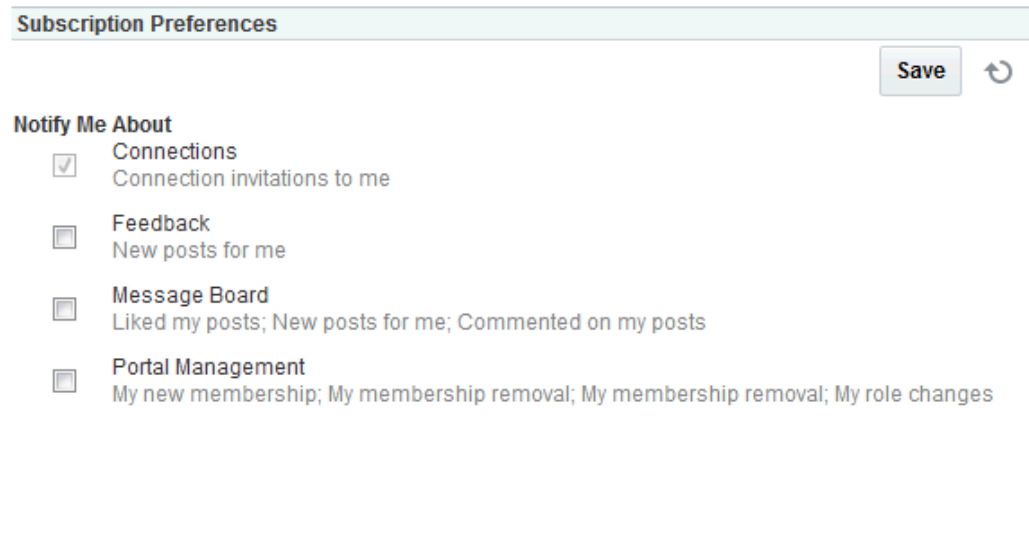 Subscription Preferences
Save
Notify Me About
Connections
Connection invitations to me
Feedback
New posts for me
Message Board
Liked my posts; New posts for me; Commented on my posts
Portal Management
My new membership; My membership removal; My membership removal; My role changes